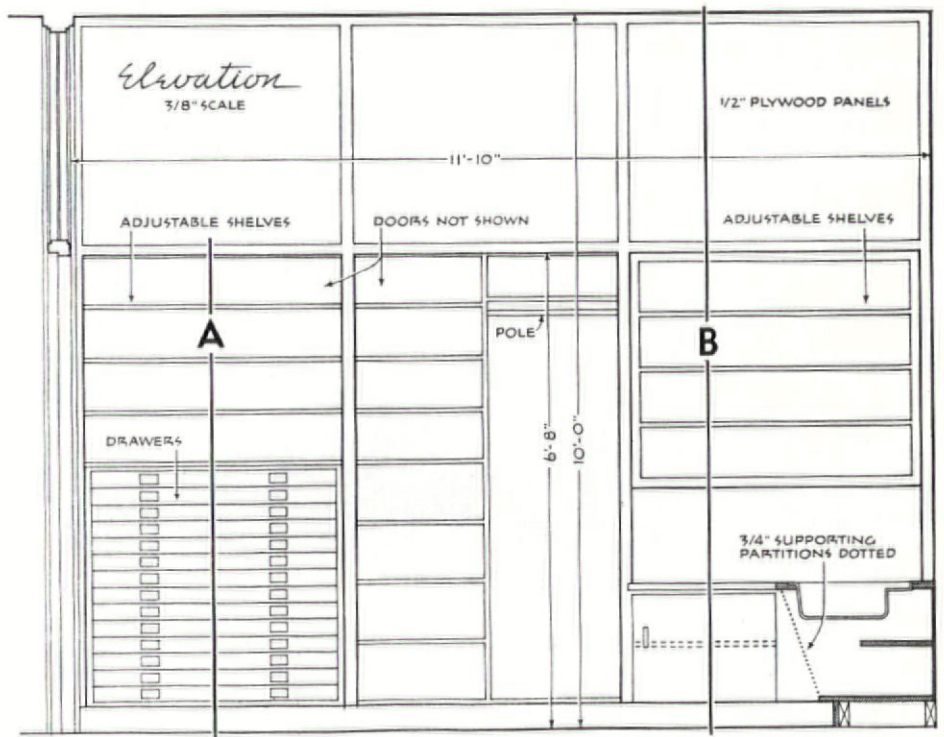 Elevation
3/8" SCALE
1/2" PLYWOOD PANELS
11'-10"
ADJUSTABLE SHELVES
DOORS NOT SHOWN
ADJUSTABLE SHELVES
A
POLE
B
DRAWERS
6'-8"
10'-0"
3/4" SUPPORTING
PARTITIONS DOTTED